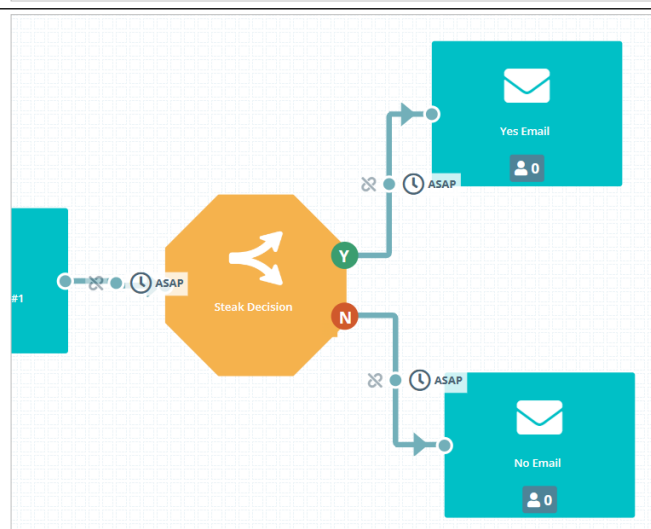 Yes Email
0
ASAP
Y
#1
ASAP
Steak Decision
N
ASAP
No Email
0